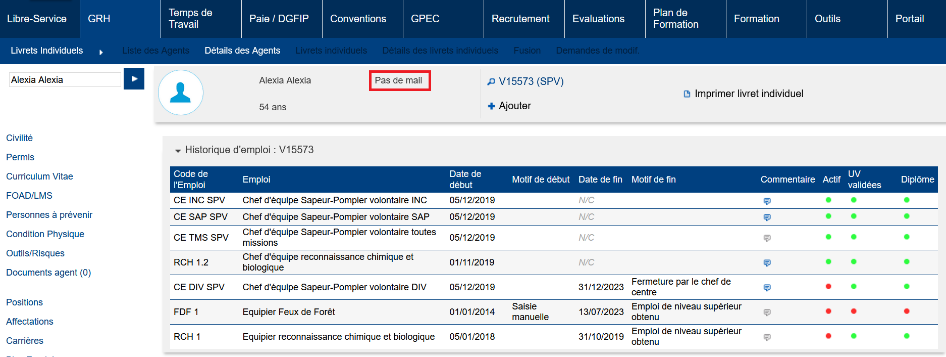 Libre-Service GRH Temps de Travail Paie / DGFIP Conventions GPEC Recrutement Evaluations Plan de Formation Formation Outils Portail
Livrets Individuels Liste des Agents Détails des Agents Livrets individuels Détails des livrets individuels Fusion Demandes de modif.
Alexia Alexia
Alexia Alexia Pas de mail V15573 (SPV) Imprimer livret individuel
54 ans Ajouter
Civilité
Permis
Curriculum Vitae
FOAD/LMS
Personnes à prévenir
Condition Physique
Outils/Risques
Documents agent (0)
Positions
Affectations
Carrières
Historique d'emploi : V15573
Code de l'Emploi Emploi Date de début Motif de début Date de fin Motif de fin Commentaire Actif UV validées Diplôme
CE INC SPV Chef d'équipe Sapeur-Pompier volontaire INC 05/12/2019 N/C
CE SAP SPV Chef d'équipe Sapeur-Pompier volontaire SAP 05/12/2019 N/C
CE TMS SPV Chef d'équipe Sapeur-Pompier volontaire toutes missions 05/12/2019 N/C
RCH 1.2 Chef d'équipe reconnaissance chimique et biologique 01/11/2019 N/C
CE DIV SPV Chef d'équipe Sapeur-Pompier volontaire DIV 05/12/2019 31/12/2023 Fermeture par le chef de centre
FDF 1 Equipier Feux de Forêt 01/01/2014 Saisie manuelle 13/07/2023 Emploi de niveau supérieur obtenu
RCH 1 Equipier reconnaissance chimique et biologique 05/01/2018 31/10/2019 Emploi de niveau supérieur obtenu